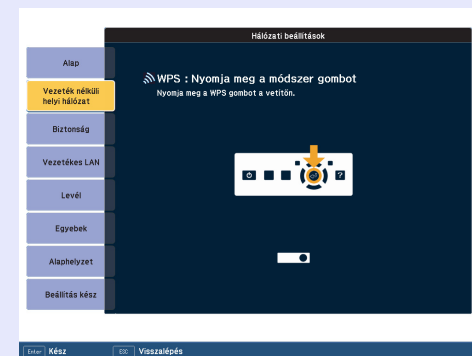 Hálózati beállítások
Alap
Vezeték nélküli
helyi hálózat
Biztonság
Vezetékes LAN
Levél
Egyebek
Alaphelyzet
Beállítás kész
WPS : Nyomja meg a módszer gombot
Nyomja meg a WPS gombot a vetítőn.
?
Enter Kész
ESC Visszalépés